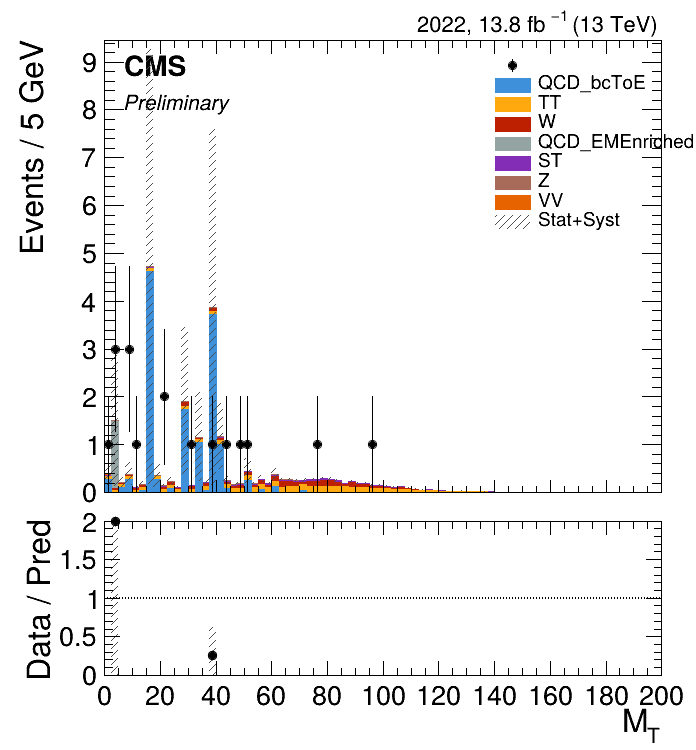 2022, 13.8 fb⁻¹ (13 TeV)
Events / 5 GeV
CMS
Preliminary
QCD_bcToE
TT
W
QCD_EMEnriched
ST
Z
VV
Stat+Syst
9
8
7
6
5
4
3
2
1
0
Data / Pred
2
1.5
1
0.5
0
0 20 40 60 80 100 120 140 160 180 200
M_T